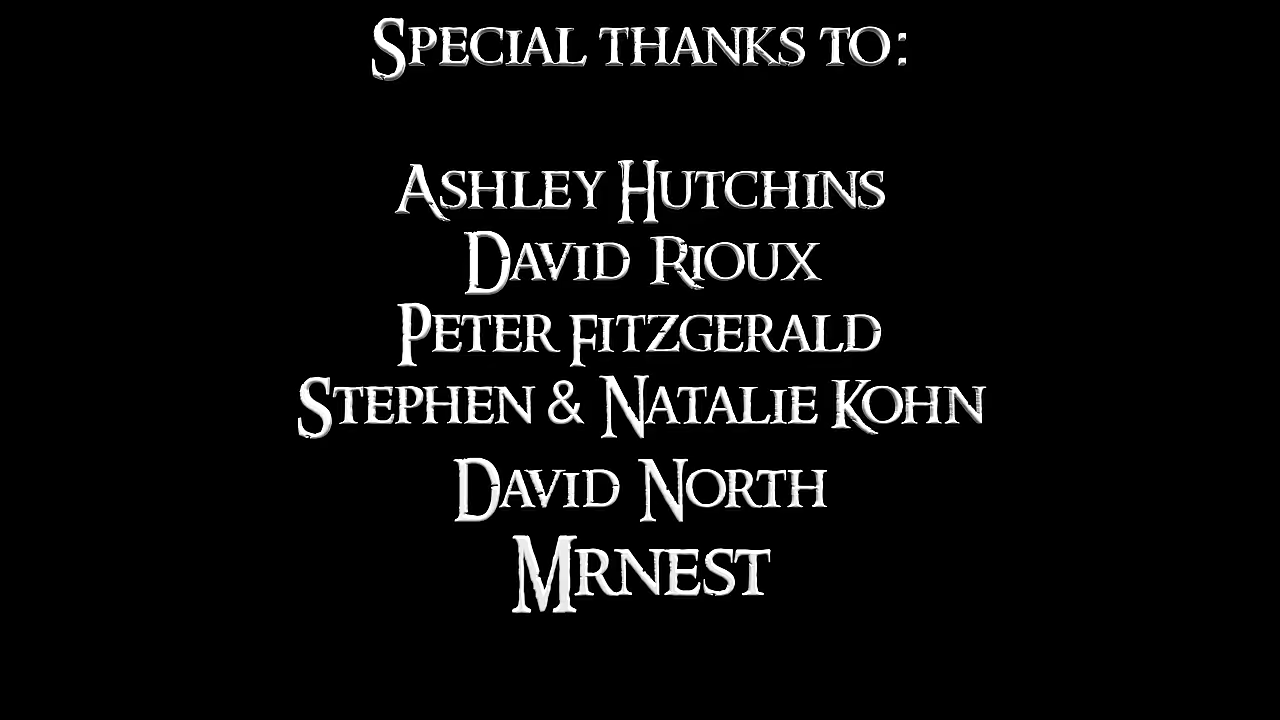 Special thanks to:
Ashley Hutchins
David Rioux
Peter Fitzgerald
Stephen & Natalie Kohn
David North
Mrnest